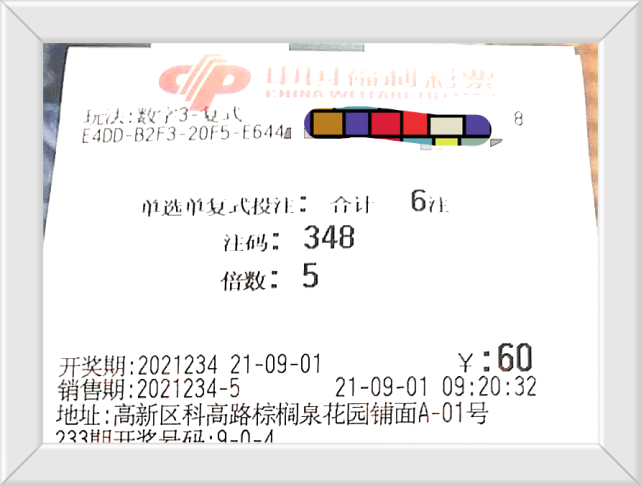 中国福利彩票
CHINA WELFARE LOTTERY
玩法:数字3-复式
E4DD-B2F3-20F5-E644 8
单选单复式投注: 合计 6注
注码: 348
倍数: 5
开奖期:2021234 21-09-01 ¥:60
销售期:2021234-5 21-09-01 09:20:32
地址:高新区科高路棕榈泉花园铺面A-01号
233期开奖号码:9-0-4